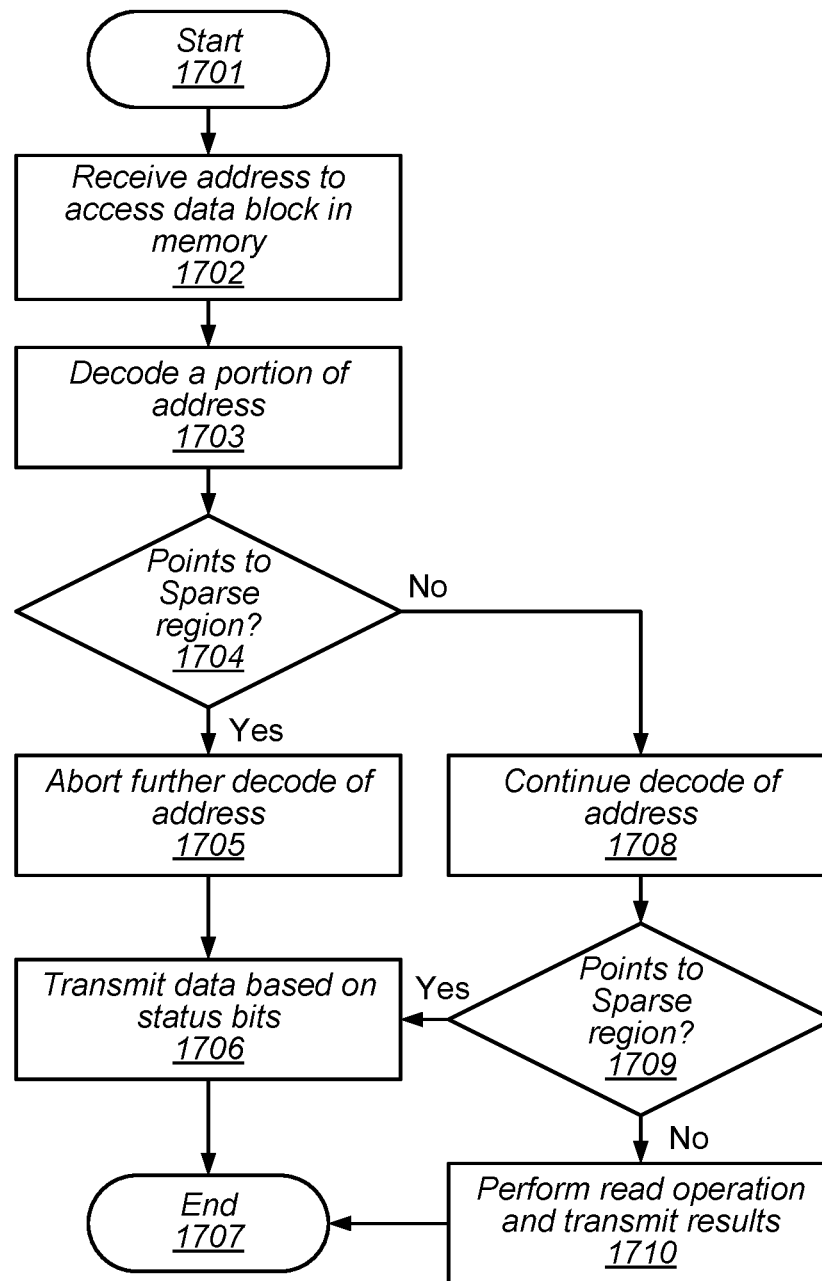 Start
1701
Receive address to
access data block in
memory
1702
Decode a portion of
address
1703
Points to
Sparse
region?
1704
No
Yes
Abort further decode of
address
1705
Continue decode of
address
1708
Transmit data based on
status bits
1706
Yes
Points to
Sparse
region?
1709
No
End
1707
Perform read operation
and transmit results
1710